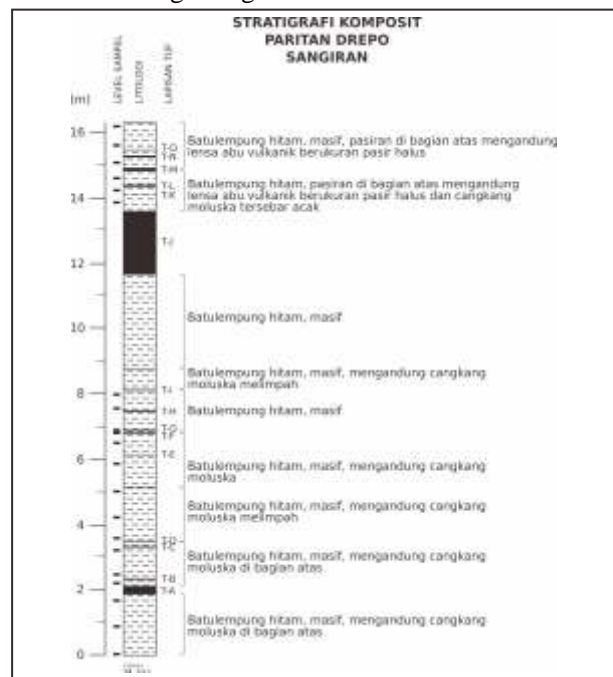 STRATIGRAFI KOMPOSIT
PARITAN DREPO
SANGIRAN
LEVEL SAMPEL
LITOLOGI
LAPISAN TUF
(m)
16
14
12
10
8
6
4
2
0
T-M
T-L
T-K
T-J
T-I
T-H
T-F
T-E
T-D
T-C
T-B
T-A
Batulempung hitam, masif, pasiran di bagian atas mengandung
lensa abu vulkanik berukuran pasir halus
Batulempung hitam, pasiran di bagian atas mengandung
lensa abu vulkanik berukuran pasir halus dan cangkang
moluska tersebar acak
Batulempung hitam, masif
Batulempung hitam, masif, mengandung cangkang
moluska melimpah
Batulempung hitam, masif
Batulempung hitam, masif, mengandung cangkang
moluska
Batulempung hitam, masif, mengandung cangkang
moluska melimpah
Batulempung hitam, masif, mengandung cangkang
moluska di bagian atas
Batulempung hitam, masif, mengandung cangkang
moluska di bagian atas